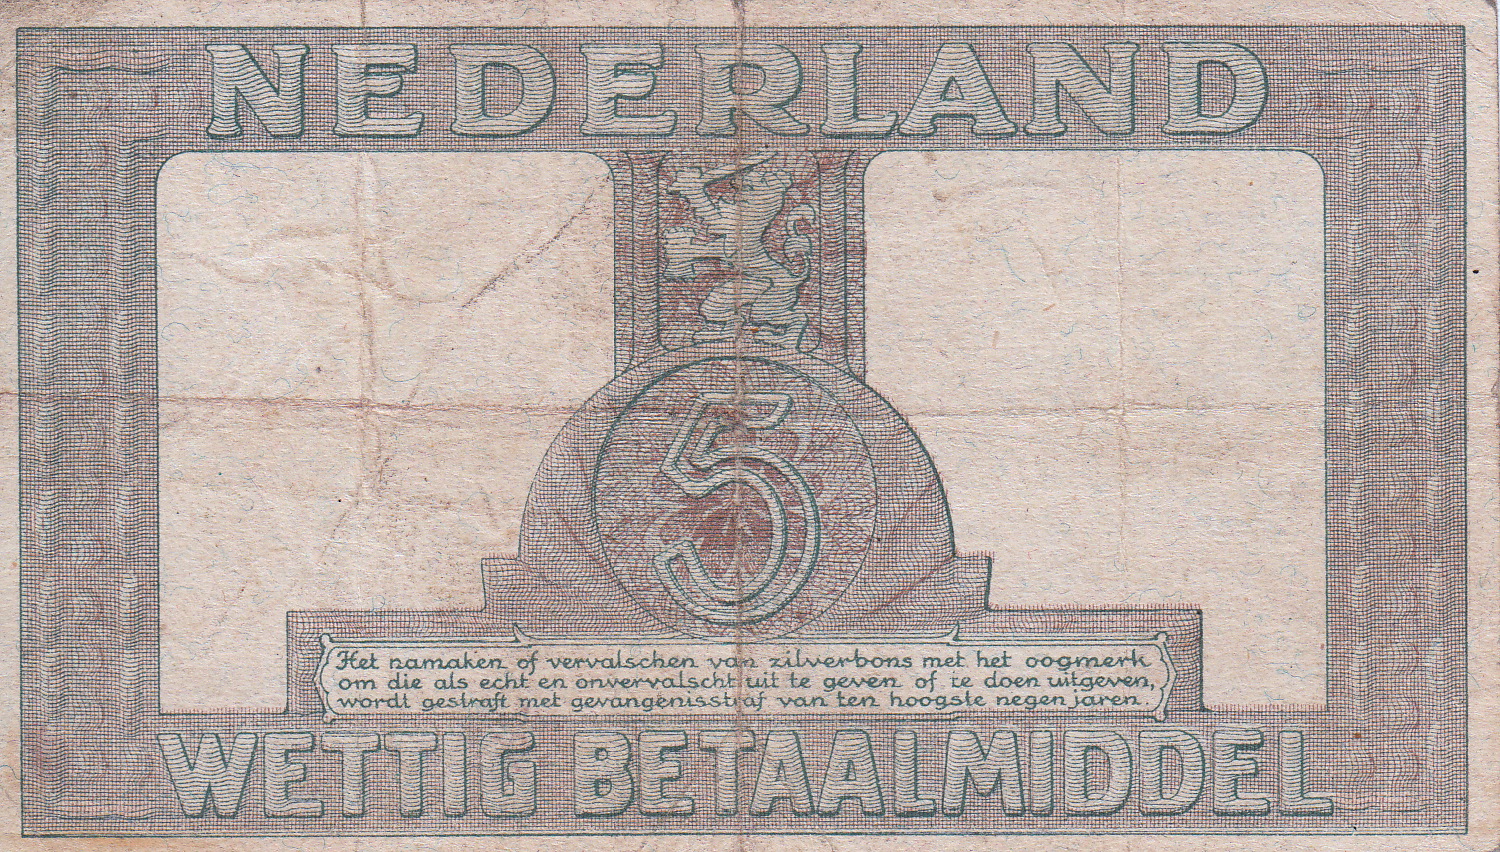 NEDERLAND
5
Het namaken of vervalschen van zilverbons met het oogmerk
om die als echt en onvervalscht uit te geven of te doen uitgeven,
wordt gestraft met gevangenisstraf van ten hoogste negen jaren.
WETTIG BETAALMIDDEL